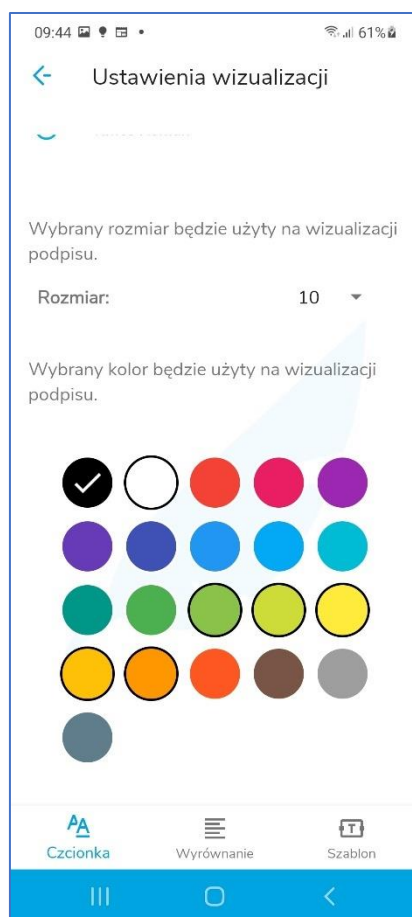 09:44 61%
Ustawienia wizualizacji
Wybrany rozmiar będzie użyty na wizualizacji
podpisu.
Rozmiar: 10
Wybrany kolor będzie użyty na wizualizacji
podpisu.
Czcionka Wyrównanie Szablon